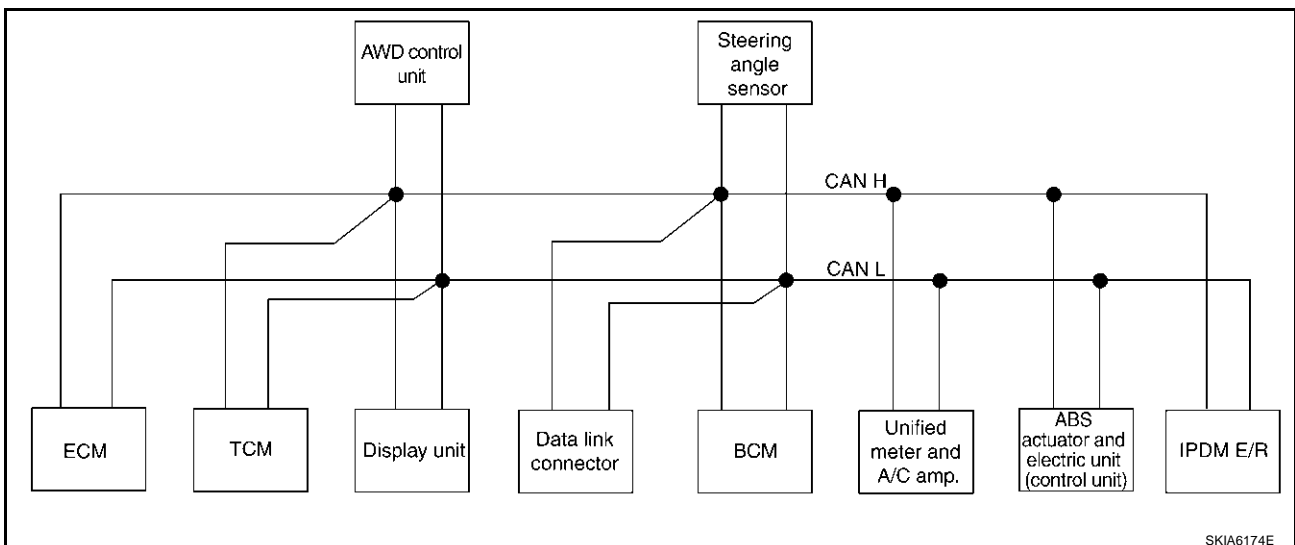 AWD control
unit
Steering
angle
sensor
CAN H
CAN L
ECM
TCM
Display unit
Data link
connector
BCM
Unified
meter and
A/C amp.
ABS
actuator and
electric unit
(control unit)
IPDM E/R
SKIA6174E